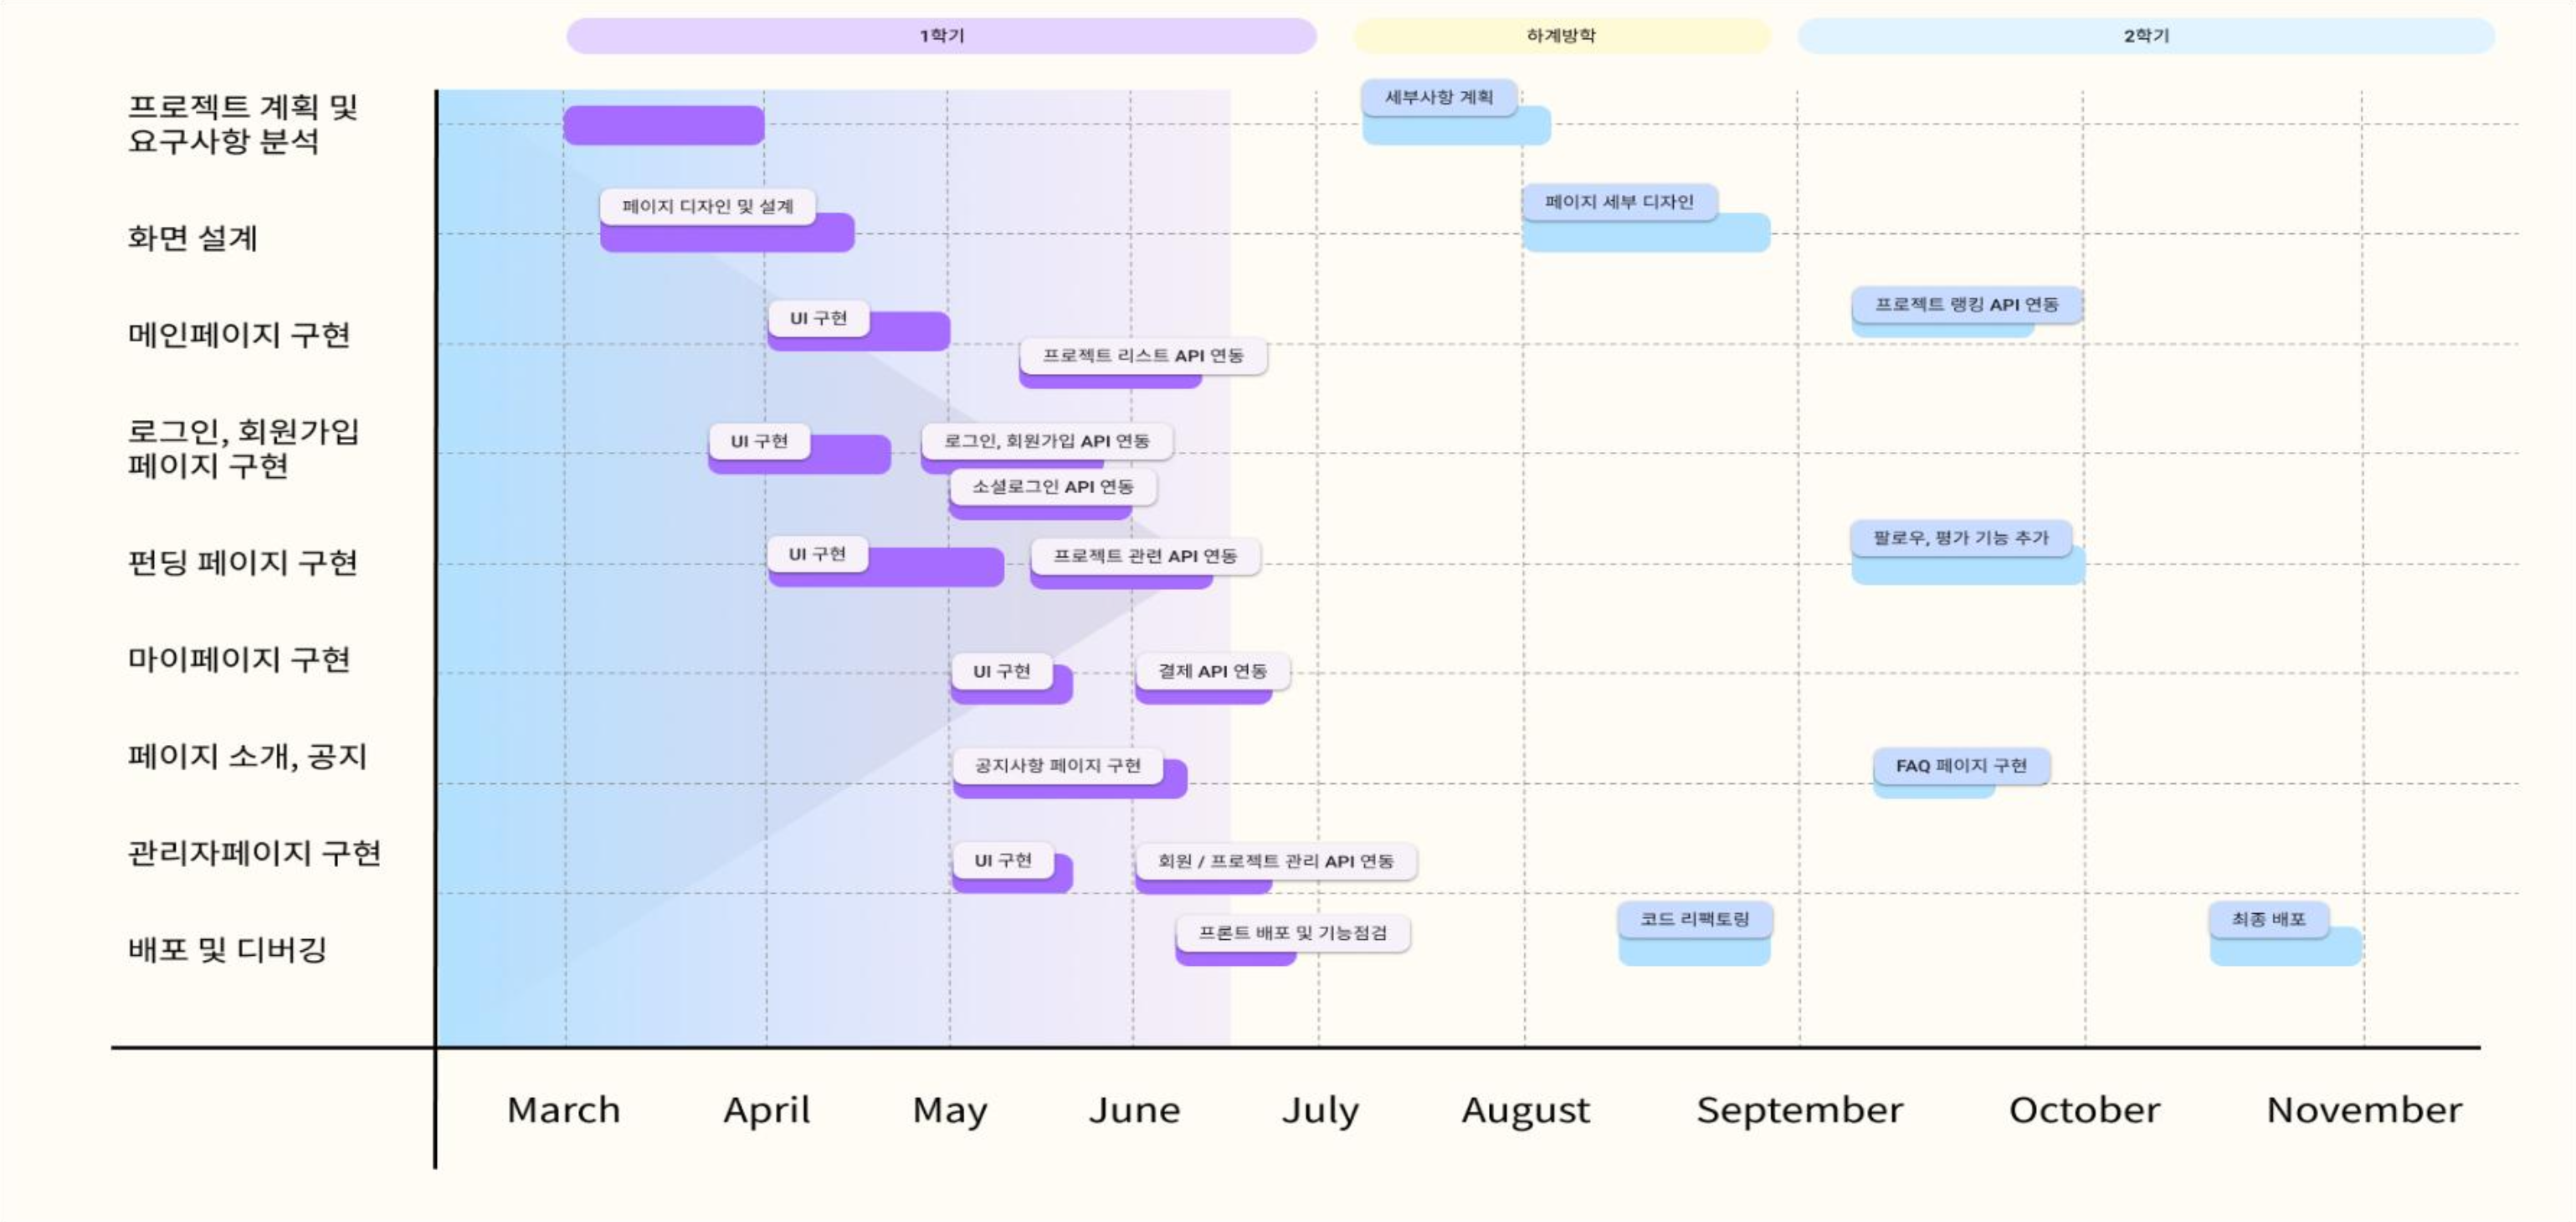 1학기
하계방학
2학기
프로젝트 계획 및
요구사항 분석
세부사항 계획
화면 설계
페이지 디자인 및 설계
페이지 세부 디자인
메인페이지 구현
UI 구현
프로젝트 리스트 API 연동
프로젝트 랭킹 API 연동
로그인, 회원가입
페이지 구현
UI 구현
로그인, 회원가입 API 연동
소셜로그인 API 연동
펀딩 페이지 구현
UI 구현
프로젝트 관련 API 연동
팔로우, 평가 기능 추가
마이페이지 구현
UI 구현
결제 API 연동
페이지 소개, 공지
공지사항 페이지 구현
FAQ 페이지 구현
관리자페이지 구현
UI 구현
회원 / 프로젝트 관리 API 연동
배포 및 디버깅
프론트 배포 및 기능점검
코드 리팩토링
최종 배포
March
April
May
June
July
August
September
October
November